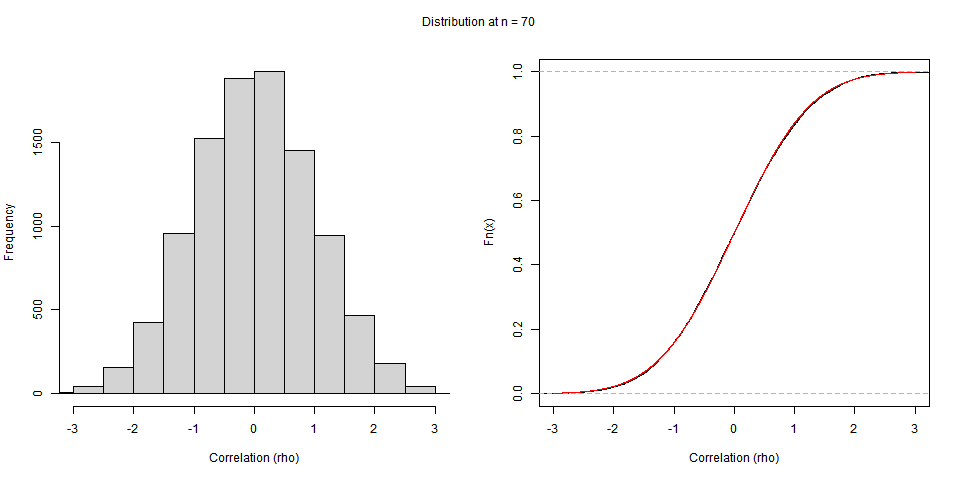 Distribution at n = 70
Frequency
0
500
1000
1500
-3 -2 -1 0 1 2 3
Correlation (rho)
Fn(x)
0.0
0.2
0.4
0.6
0.8
1.0
-3 -2 -1 0 1 2 3
Correlation (rho)